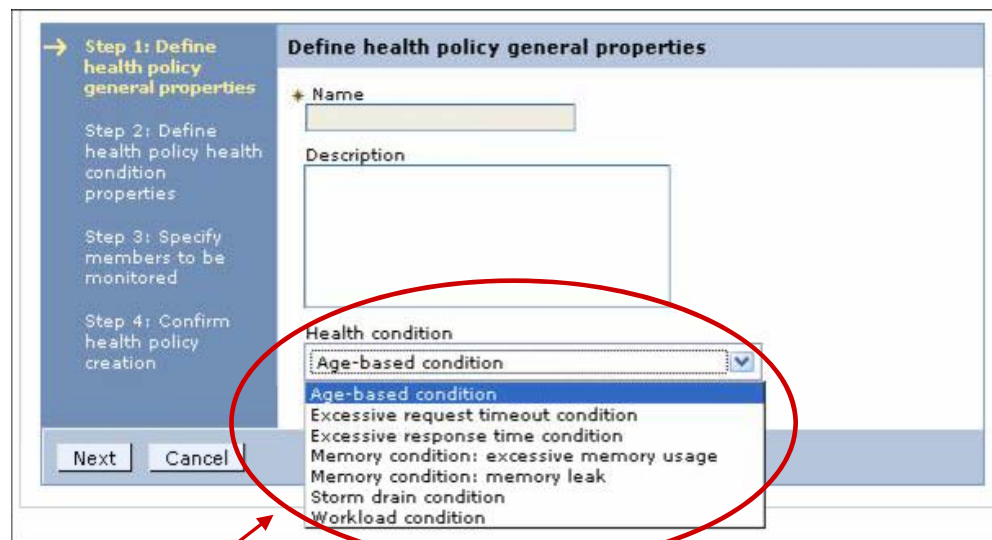 Step 1: Define
health policy
general properties
Step 2: Define
health policy health
condition
properties
Step 3: Specify
members to be
monitored
Step 4: Confirm
health policy
creation
Define health policy general properties
Name
Description
Health condition
Age-based condition
Age-based condition
Excessive request timeout condition
Excessive response time condition
Memory condition: excessive memory usage
Memory condition: memory leak
Storm drain condition
Workload condition
Next
Cancel